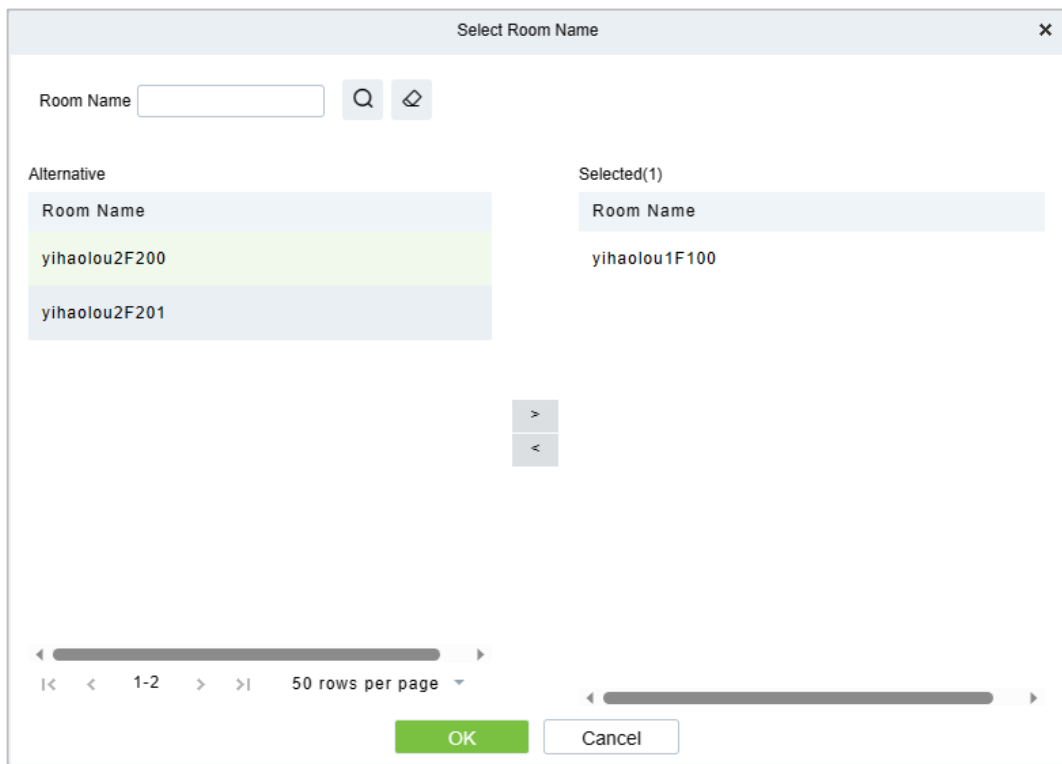 Select Room Name
Room Name
Alternative
Room Name
yihaolou2F200
yihaolou2F201
>
<
1-2
50 rows per page
Selected(1)
Room Name
yihaolou1F100
OK
Cancel